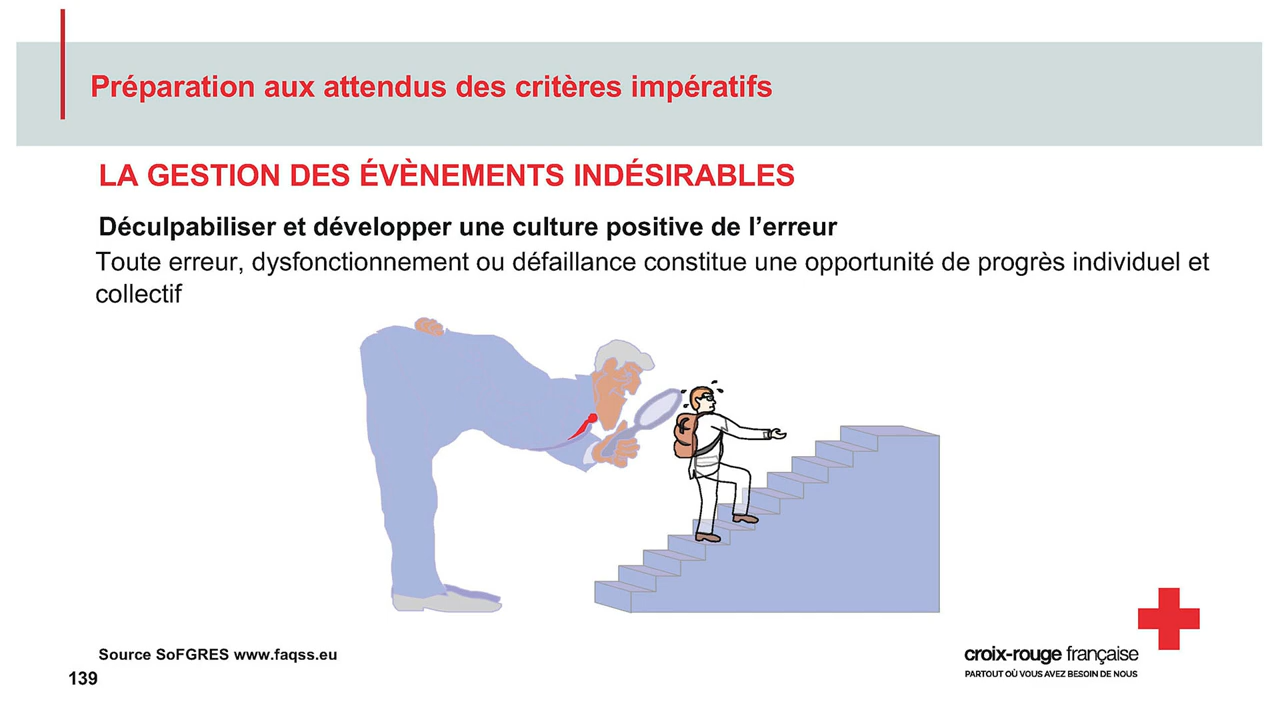 Préparation aux attendus des critères impératifs
LA GESTION DES ÉVÈNEMENTS INDÉSIRABLES
Déculpabiliser et développer une culture positive de l’erreur
Toute erreur, dysfonctionnement ou défaillance constitue une opportunité de progrès individuel et
collectif
Source SoFGRES www.faqss.eu
139
croix-rouge française
PARTOUT OÙ VOUS AVEZ BESOIN DE NOUS